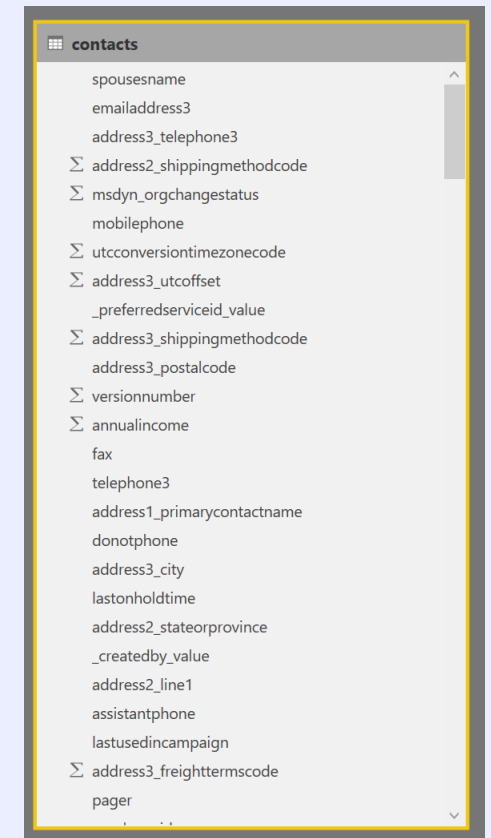 contacts
spousesname
emailaddress3
address3_telephone3
Σ address2_shippingmethodcode
Σ msdyn_orgchangestatus
mobilephone
Σ utcconversiontimezonecode
Σ address3_utcoffset
_preferredserviceid_value
Σ address3_shippingmethodcode
address3_postalcode
Σ versionnumber
Σ annualincome
fax
telephone3
address1_primarycontactname
donotphone
address3_city
lastonholdtime
address2_stateorprovince
_createdby_value
address2_line1
assistantphone
lastusedincampaign
Σ address3_freighttermscode
pager